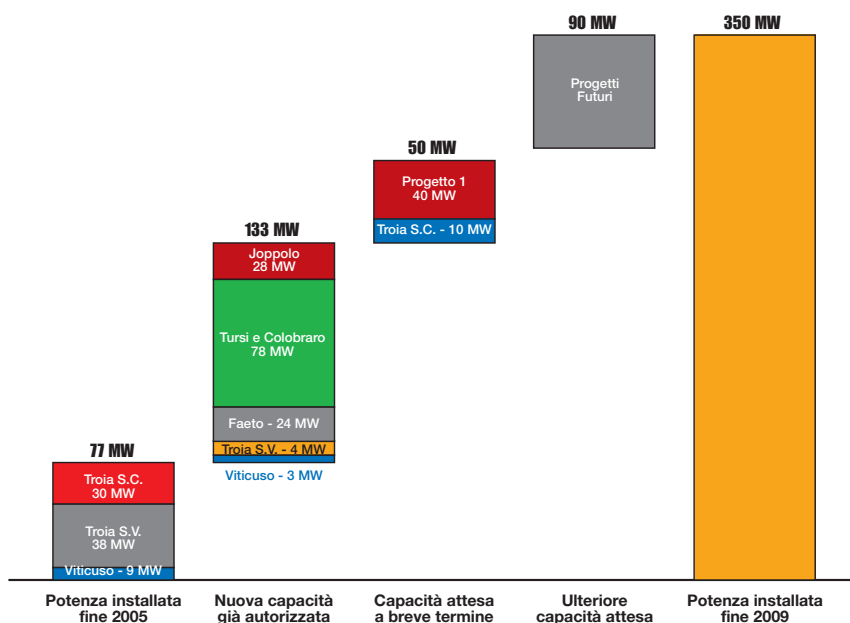 90 MW
350 MW
Progetti
Futuri
50 MW
Progetto 1
40 MW
Troia S.C. - 10 MW
133 MW
Joppolo
28 MW
Tursi e Colobraro
78 MW
Faeto - 24 MW
Troia S.V. - 4 MW
Viticuso - 3 MW
77 MW
Troia S.C.
30 MW
Troia S.V.
38 MW
Viticuso - 9 MW
Potenza installata
fine 2005
Nuova capacità
già autorizzata
Capacità attesa
a breve termine
Ulteriore
capacità attesa
Potenza installata
fine 2009